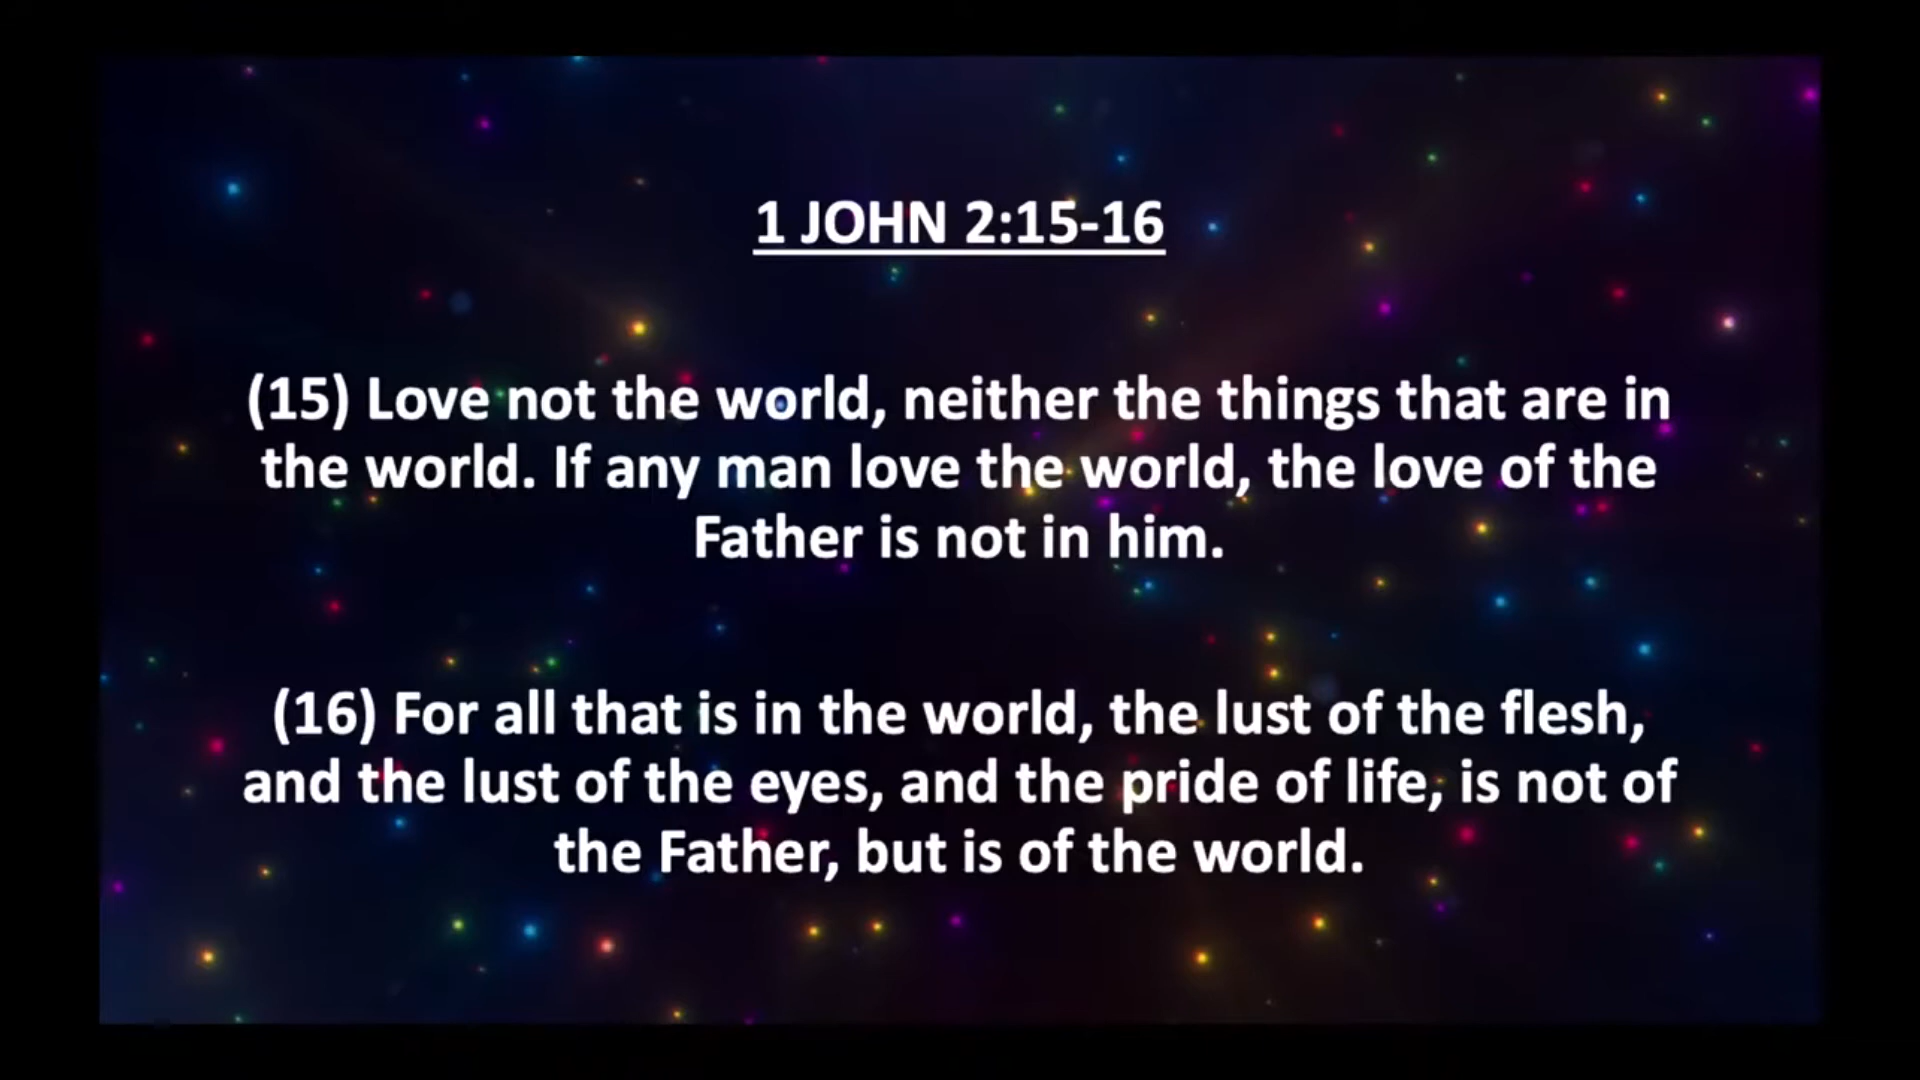 1 JOHN 2:15-16
(15) Love not the world, neither the things that are in
the world. If any man love the world, the love of the
Father is not in him.
(16) For all that is in the world, the lust of the flesh,
and the lust of the eyes, and the pride of life, is not of
the Father, but is of the world.